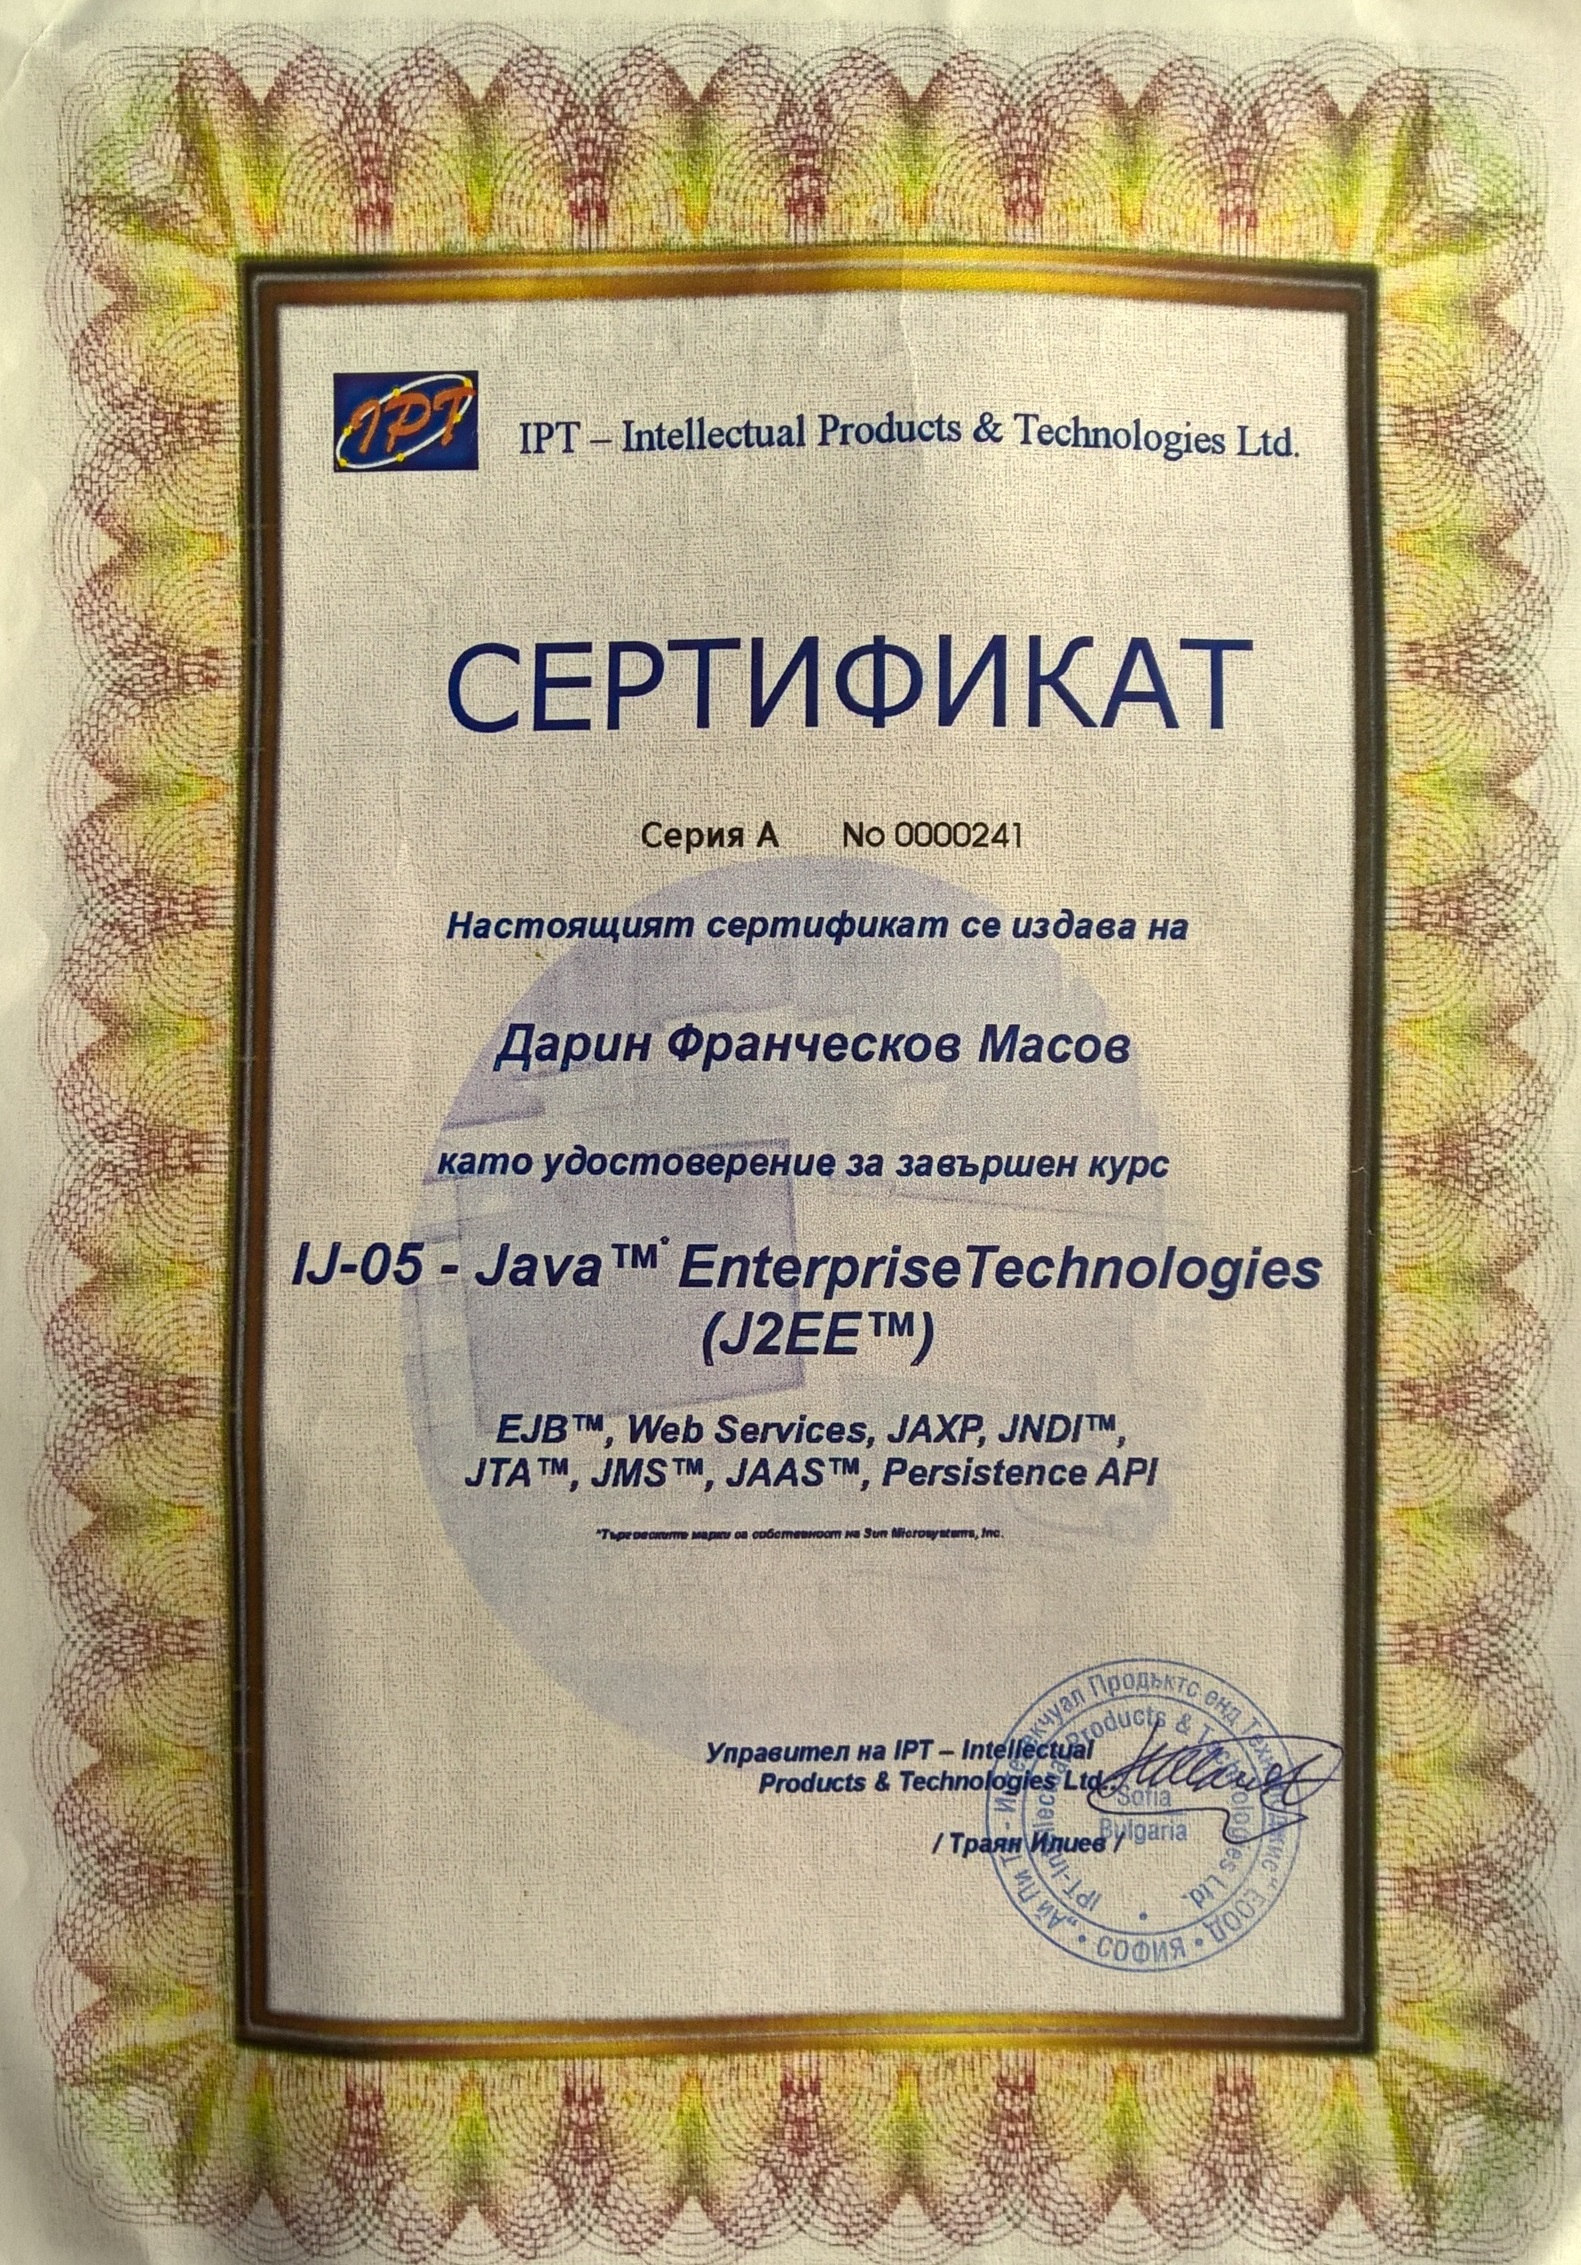 IPT
IPT – Intellectual Products & Technologies Ltd.
СЕРТИФИКАТ
Серия А No 0000241
Настоящият сертификат се издава на
Дарин Франческов Масов
като удостоверение за завършен курс
IJ-05 - Java™* EnterpriseTechnologies
(J2EE™)
EJB™, Web Services, JAXP, JNDI™,
JTA™, JMS™, JAAS™, Persistence API
*Търговските марки са собственост на Sun Microsystems, Inc.
Управител на IPT – Intellectual
Products & Technologies Ltd.:
/ Траян Илиев /
„Ай Пи Продъктс енд ЕООД
• СОФИЯ •
IPT-Intellectual Products & Technologies Ltd.
Sofia
Bulgaria